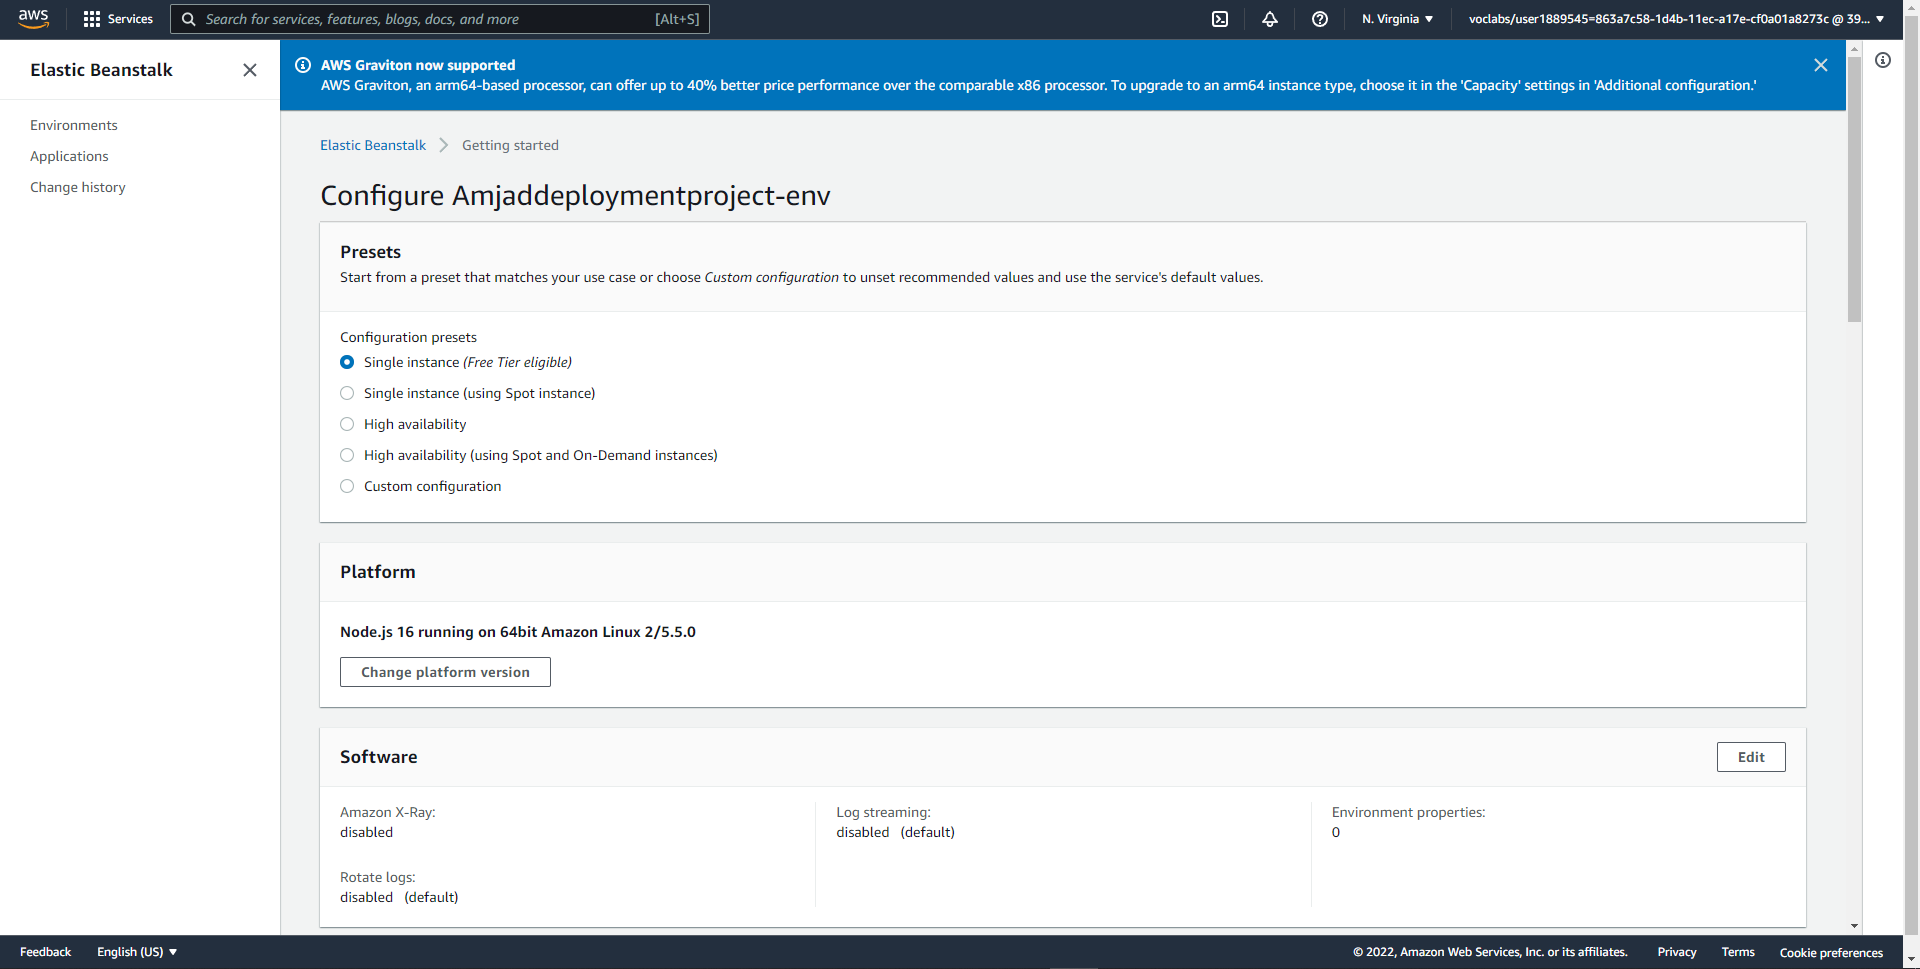 aws
Services
Search for services, features, blogs, docs, and more
[Alt+S]
N. Virginia
voclabs/user1889545=863a7c58-1d4b-11ec-a17e-cf0a01a8273c @ 39...
Elastic Beanstalk
Environments
Applications
Change history
AWS Graviton now supported
AWS Graviton, an arm64-based processor, can offer up to 40% better price performance over the comparable x86 processor. To upgrade to an arm64 instance type, choose it in the 'Capacity' settings in 'Additional configuration.'
Elastic Beanstalk
Getting started
Configure Amjaddeploymentproject-env
Presets
Start from a preset that matches your use case or choose Custom configuration to unset recommended values and use the service's default values.
Configuration presets
Single instance (Free Tier eligible)
Single instance (using Spot instance)
High availability
High availability (using Spot and On-Demand instances)
Custom configuration
Platform
Node.js 16 running on 64bit Amazon Linux 2/5.5.0
Change platform version
Software
Edit
Amazon X-Ray:
disabled
Rotate logs:
disabled (default)
Log streaming:
disabled (default)
Environment properties:
0
Feedback
English (US)
© 2022, Amazon Web Services, Inc. or its affiliates.
Privacy
Terms
Cookie preferences